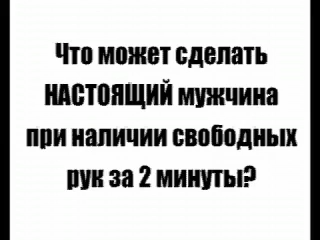 Что может сделать
НАСТОЯЩИЙ мужчина
при наличии свободных
рук за 2 минуты?